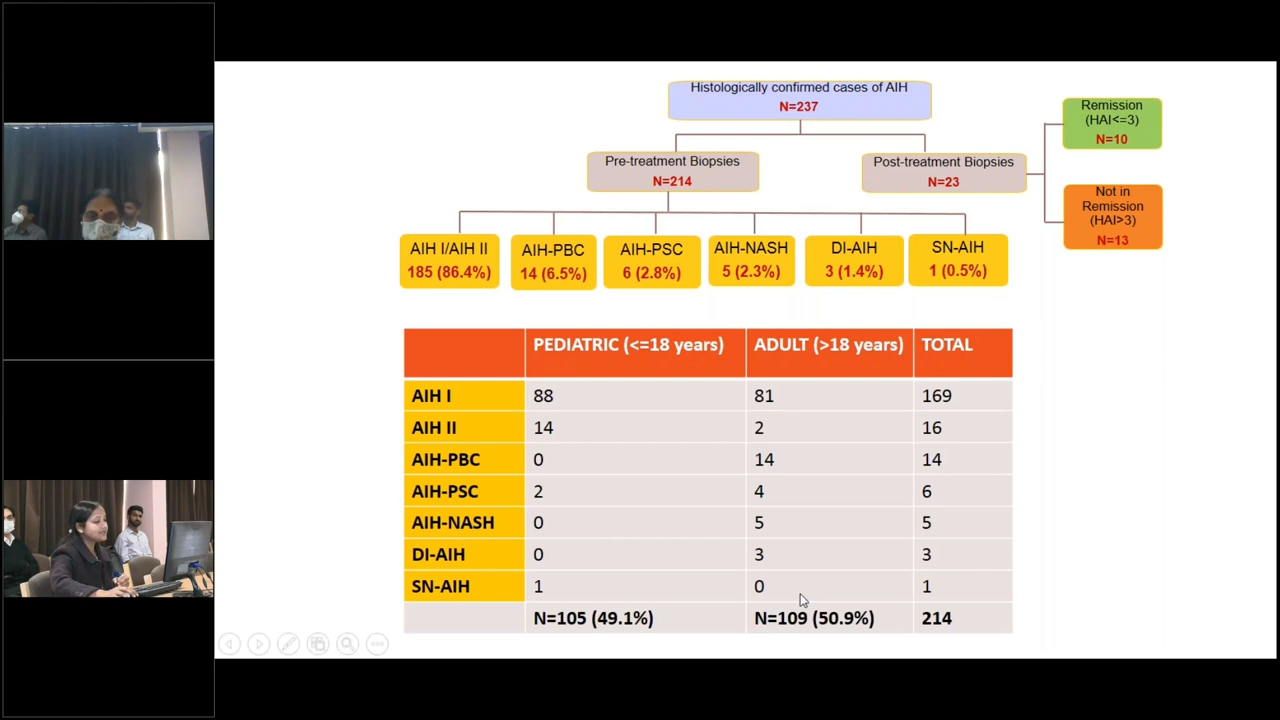 Histologically confirmed cases of AIH
N=237
Remission
(HAI<=3)
N=10
Pre-treatment Biopsies
N=214
Post-treatment Biopsies
N=23
Not in
Remission
(HAI>3)
N=13
AIH I/AIH II
185 (86.4%)
AIH-PBC
14 (6.5%)
AIH-PSC
6 (2.8%)
AIH-NASH
5 (2.3%)
DI-AIH
3 (1.4%)
SN-AIH
1 (0.5%)
PEDIATRIC (<=18 years) ADULT (>18 years) TOTAL
AIH I 88 81 169
AIH II 14 2 16
AIH-PBC 0 14 14
AIH-PSC 2 4 6
AIH-NASH 0 5 5
DI-AIH 0 3 3
SN-AIH 1 0 1
N=105 (49.1%) N=109 (50.9%) 214